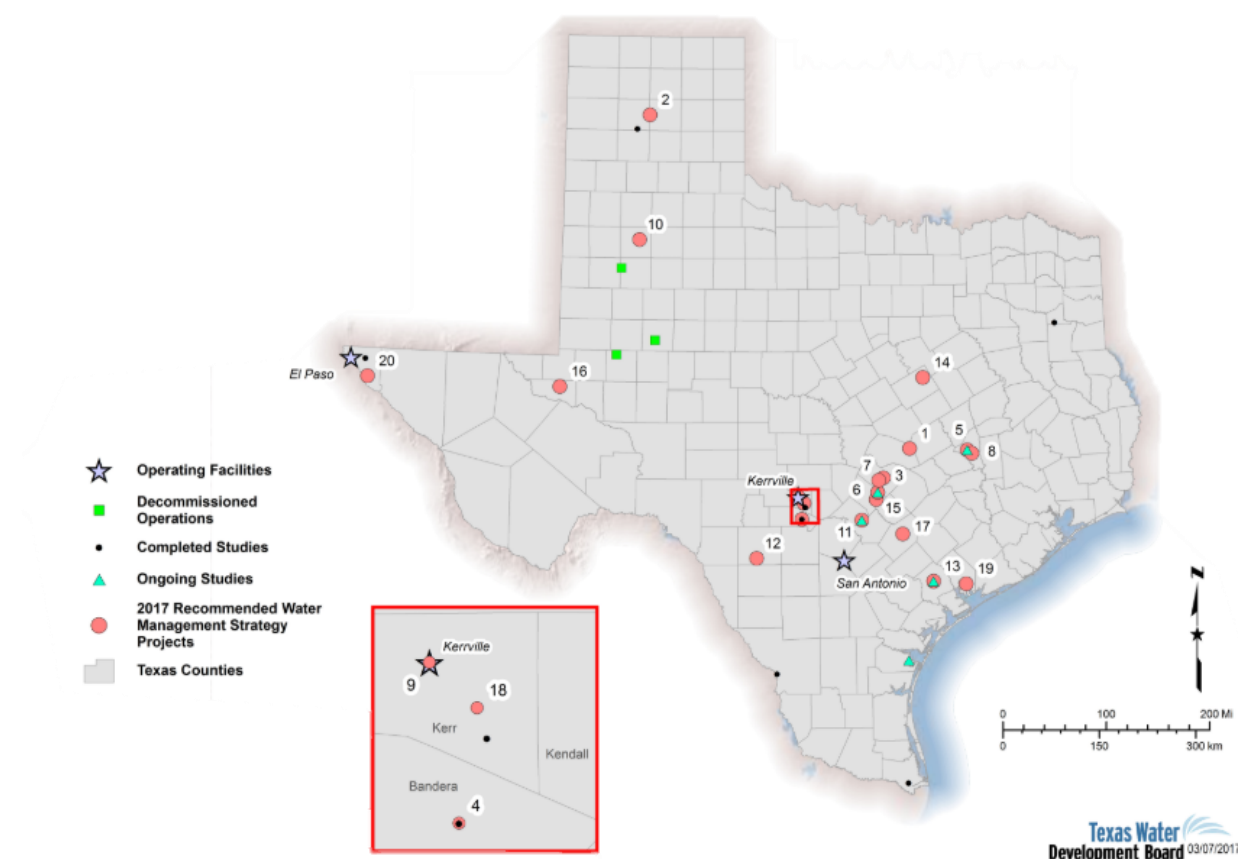 2
10
El Paso
20
16
14
1
5
8
7
3
Kerrville
6
15
11
17
12
13
19
San Antonio
Operating Facilities
Decommissioned
Operations
Completed Studies
Ongoing Studies
2017 Recommended Water
Management Strategy
Projects
Texas Counties
Kerrville
9
18
Kerr
Kendall
Bandera
4
N
0 100 200 Mi
0 150 300 km
Texas Water
Development Board 03/07/2017